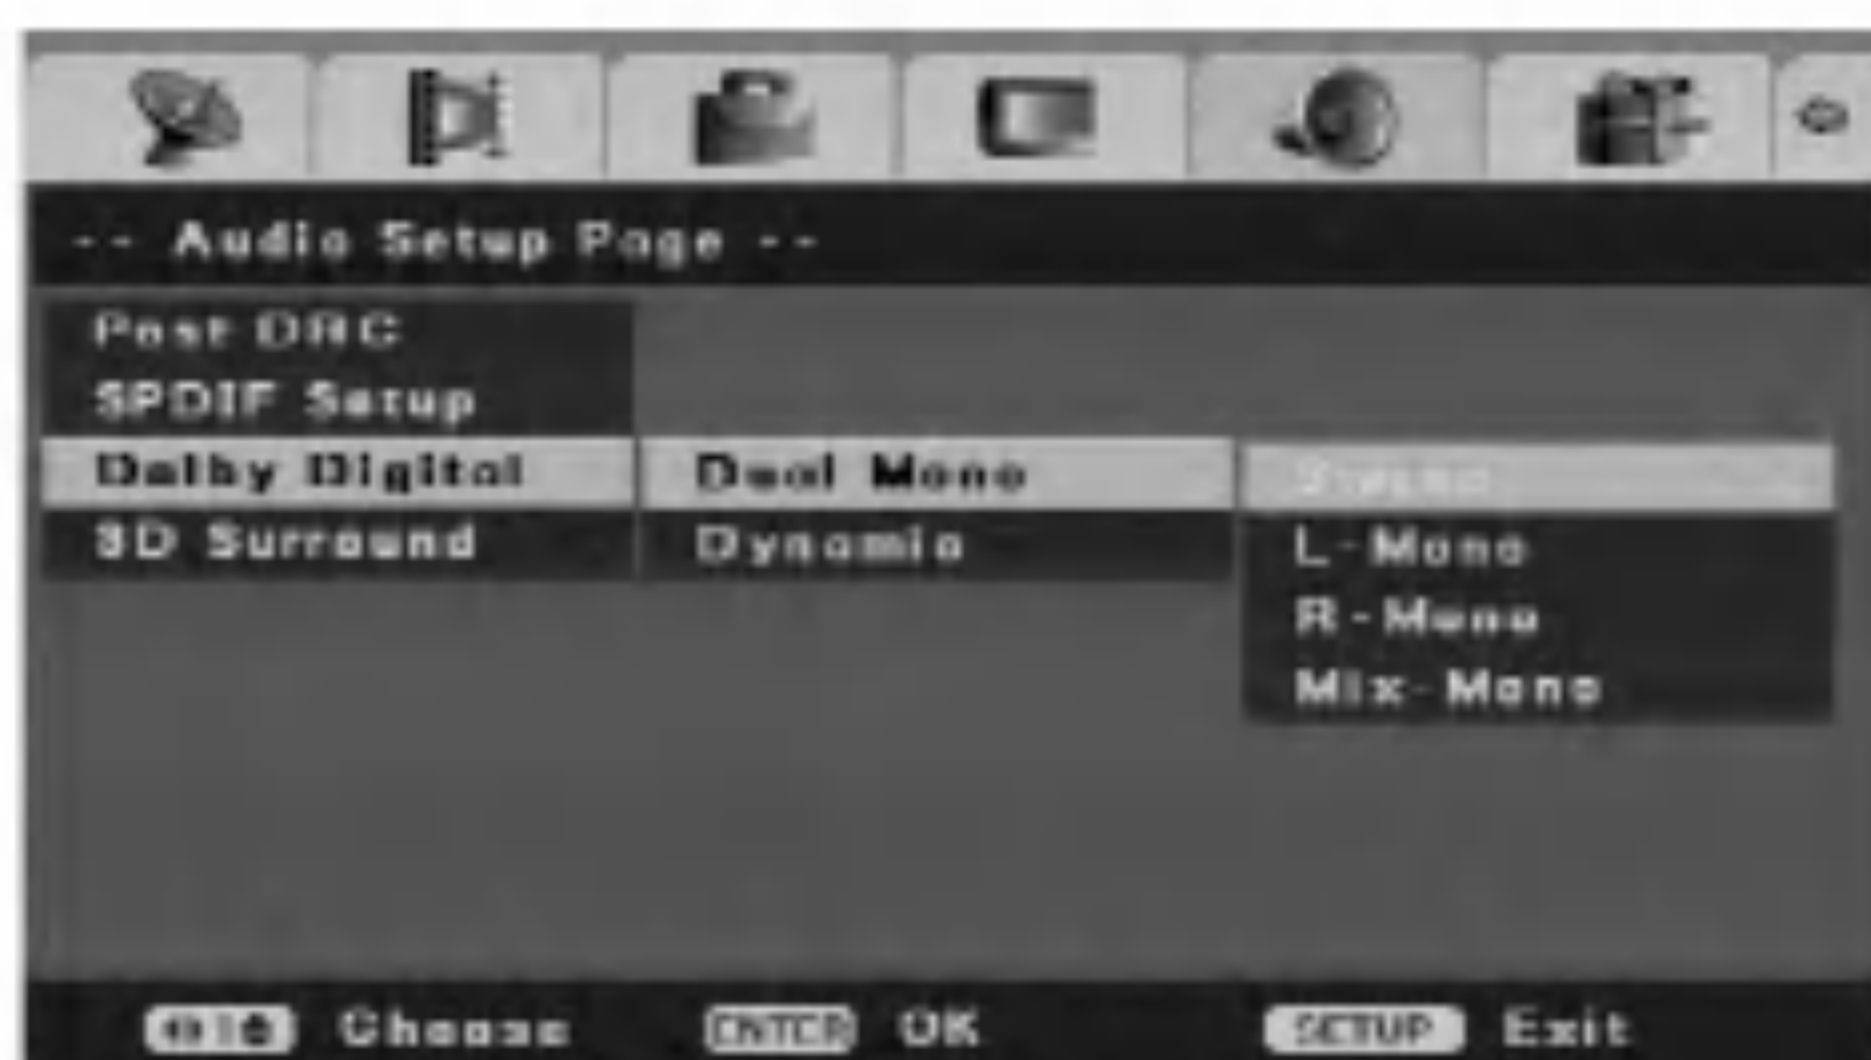 -- Audio Setup Page --
Post DRC
SPDIF Setup
Dolby Digital
Dual Mono
Stereo
3D Surround
Dynamic
L-Mono
R-Mono
Mix-Mono
Choose
ENTER OK
SETUP Exit